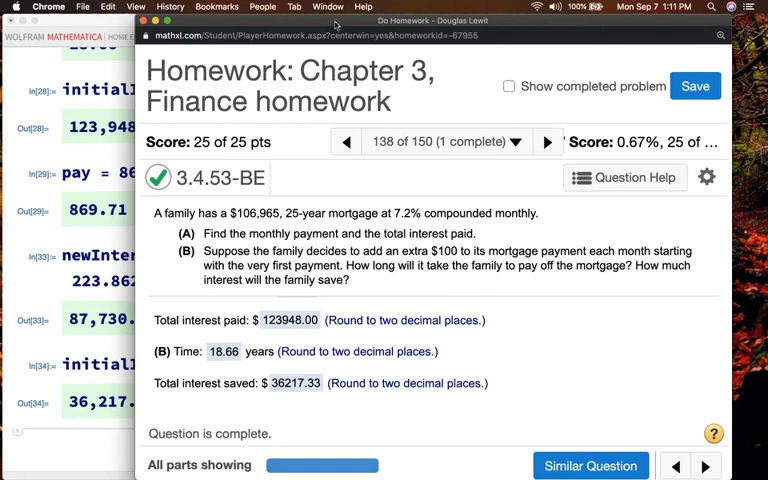 Chrome File Edit View History Bookmarks People Tab Window Help 100% Mon Sep 7 1:11 PM
Do Homework - Douglas Lewit
mathxl.com/Student/PlayerHomework.aspx?centerwin=yes&homeworkid=-67955
WOLFRAM MATHEMATICA HOME E
Homework: Chapter 3,
Finance homework
Show completed problem
Save
In[28]:= initialI
Out[28]= 123,948
In[29]:= pay = 86
Out[29]= 869.71
In[33]:= newInter
223.862
Out[33]= 87,730.
In[34]:= initialI
Out[34]= 36,217.
Score: 25 of 25 pts
138 of 150 (1 complete)
Score: 0.67%, 25 of ...
3.4.53-BE
Question Help
A family has a $106,965, 25-year mortgage at 7.2% compounded monthly.
(A) Find the monthly payment and the total interest paid.
(B) Suppose the family decides to add an extra $100 to its mortgage payment each month starting
with the very first payment. How long will it take the family to pay off the mortgage? How much
interest will the family save?
Total interest paid: $ 123948.00 (Round to two decimal places.)
(B) Time: 18.66 years (Round to two decimal places.)
Total interest saved: $ 36217.33 (Round to two decimal places.)
Question is complete.
?
All parts showing
Similar Question